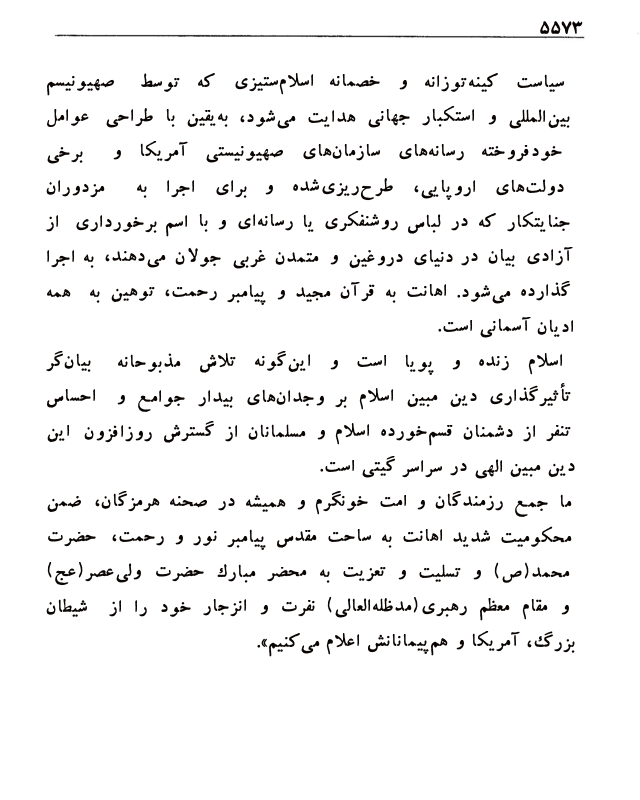 ۵۵۷۳
سیاست کینه‌توزانه و خصمانه اسلام‌ستیزی که توسط صهیونیسم
بین‌المللی و استکبار جهانی هدایت می‌شود، به‌یقین با طراحی عوامل
خودفروخته رسانه‌های سازمان‌های صهیونیستی آمریکا و برخی
دولت‌های اروپایی، طرح‌ریزی‌شده و برای اجرا به مزدوران
جنایتکار که در لباس روشنفکری یا رسانه‌ای و با اسم برخورداری از
آزادی بیان در دنیای دروغین و متمدن غربی جولان می‌دهند، به اجرا
گذارده می‌شود. اهانت به قرآن مجید و پیامبر رحمت، توهین به همه
ادیان آسمانی است.
اسلام زنده و پویا است و این‌گونه تلاش مذبوحانه بیان‌گر
تأثیرگذاری دین مبین اسلام بر وجدان‌های بیدار جوامع و احساس
تنفر از دشمنان قسم‌خورده اسلام و مسلمانان از گسترش روزافزون این
دین مبین الهی در سراسر گیتی است.
ما جمع رزمندگان و امت خونگرم و همیشه در صحنه هرمزگان، ضمن
محکومیت شدید اهانت به ساحت مقدس پیامبر نور و رحمت، حضرت
محمد(ص) و تسلیت و تعزیت به محضر مبارك حضرت ولی‌عصر(عج)
و مقام معظم رهبری(مدظله‌العالی) نفرت و انزجار خود را از شیطان
بزرگ، آمریکا و هم‌پیمانانش اعلام می‌کنیم».